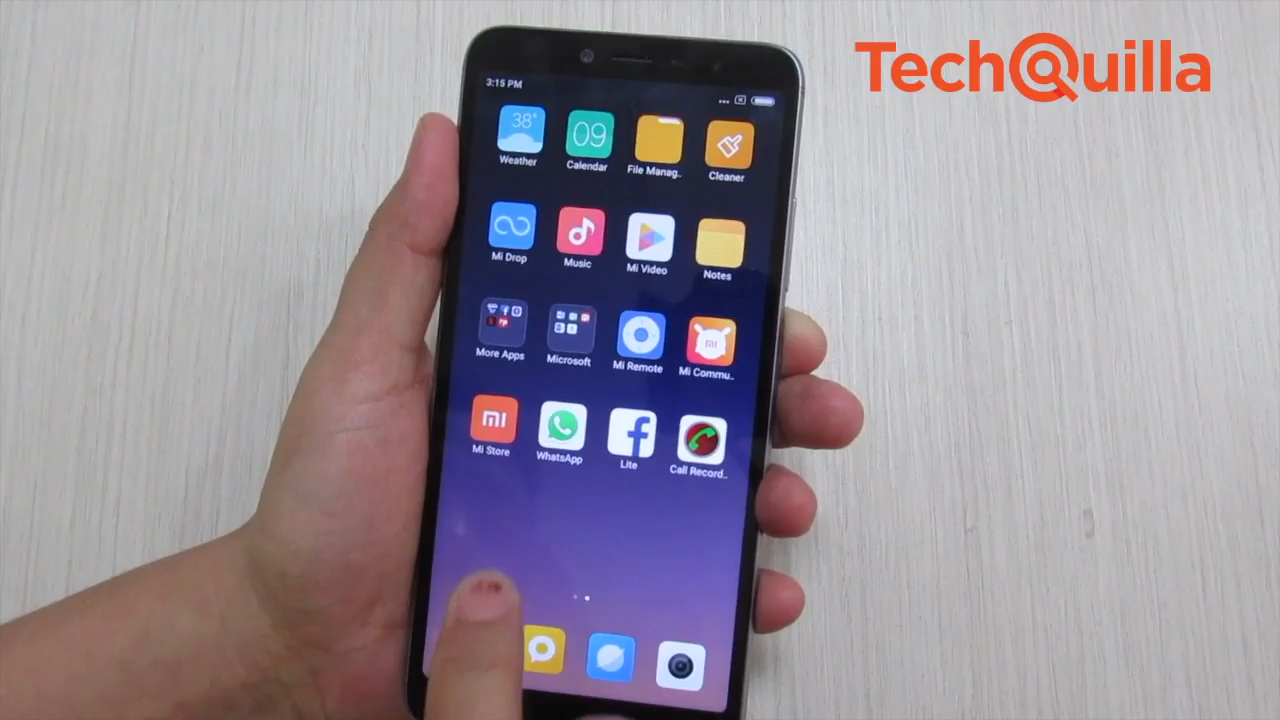 TechQuilla
3:15 PM
38°
09
Weather
Calendar
File Manag..
Cleaner
Mi Drop
Music
Mi Video
Notes
More Apps
Microsoft
Mi Remote
Mi Commu..
Mi Store
WhatsApp
Lite
Call Record..